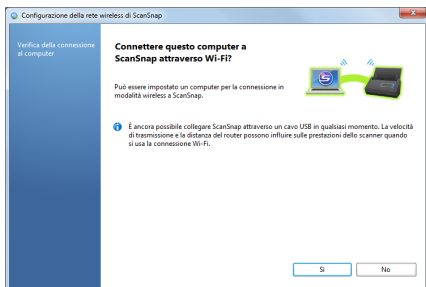 Configurazione della rete wireless di ScanSnap
Verifica della connessione
al computer
Connettere questo computer a
ScanSnap attraverso Wi-Fi?
Può essere impostato un computer per la connessione in
modalità wireless a ScanSnap.
È ancora possibile collegare ScanSnap attraverso un cavo USB in qualsiasi momento. La velocità
di trasmissione e la distanza del router possono influire sulle prestazioni dello scanner quando
si usa la connessione Wi-Fi.
Sì
No